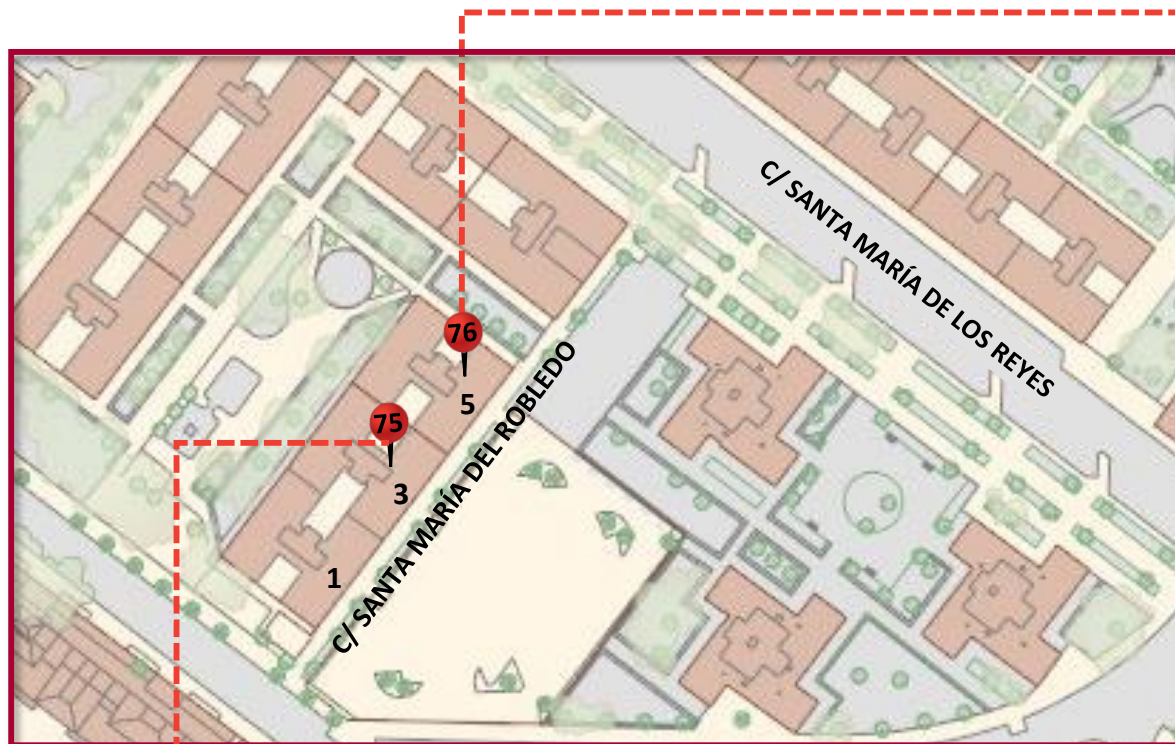 C/ SANTA MARÍA DE LOS REYES
76
5
75
3
C/ SANTA MARÍA DEL ROBLEDO
1